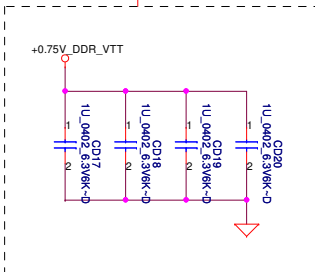 +0.75V_DDR_VTT
1
2
CD17
1U_0402_6.3V6K~D
1
2
CD18
1U_0402_6.3V6K~D
1
2
CD19
1U_0402_6.3V6K~D
1
2
CD20
1U_0402_6.3V6K~D